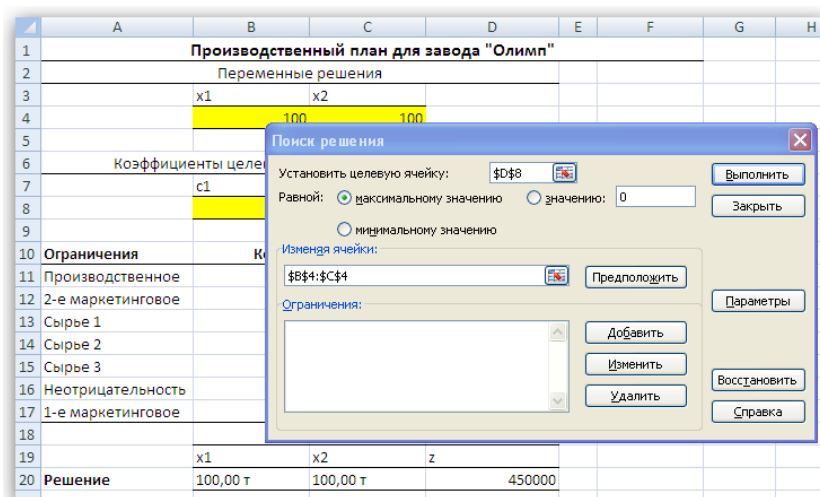 A B C D E F G H
1 Производственный план для завода "Олимп"
2 Переменные решения
3 x1 x2
4 100 100
5 Поиск решения
6 Коэффициенты целе
Установить целевую ячейку: $D$8 Выполнить
7 c1
Равной: максимальному значению значению: 0
8 Закрыть
9 минимальному значению
Изменяя ячейки:
10 Ограничения
11 Производственное $B$4:$C$4 Предположить
12 2-е маркетинговое Параметры
Ограничения:
13 Сырье 1 Добавить
14 Сырье 2
15 Сырье 3 Изменить
16 Неотрицательность Удалить Восстановить
17 1-е маркетинговое Справка
18
19 x1 x2 z
20 Решение 100,00 т 100,00 т 450000